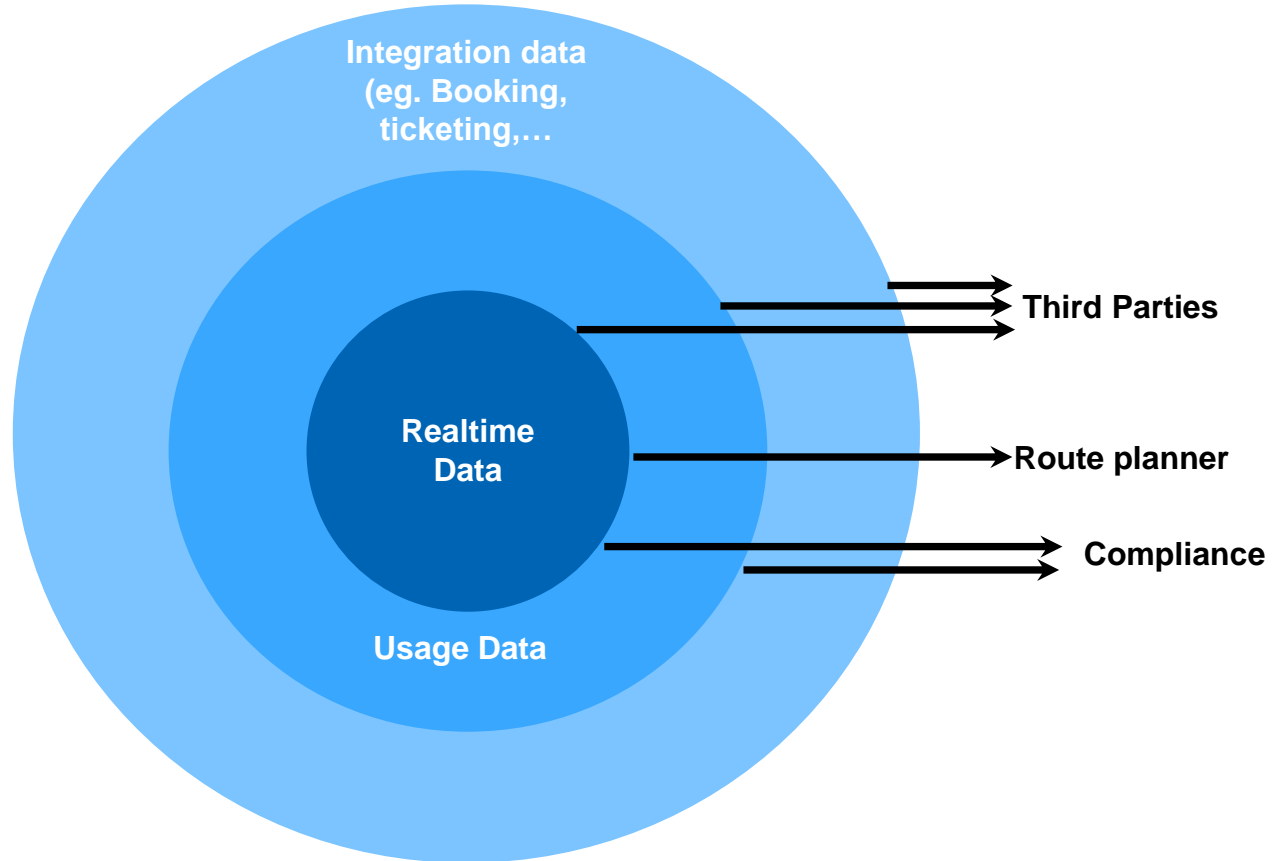 Integration data
(eg. Booking,
ticketing,…
Third Parties
Realtime
Data
Route planner
Compliance
Usage Data